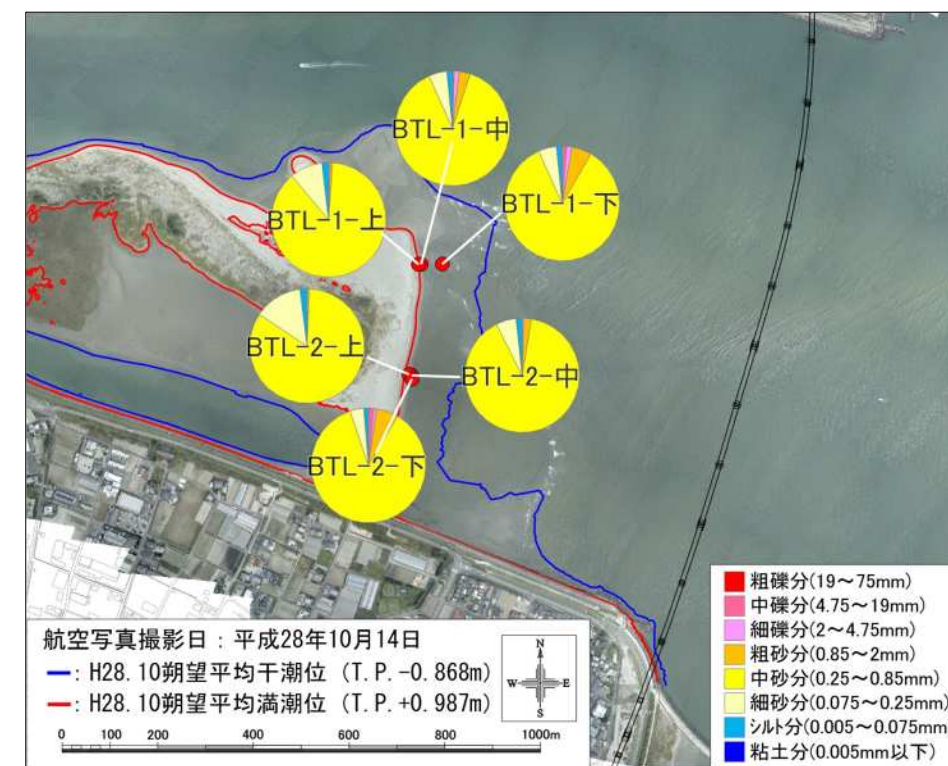 BTL-1-中
BTL-1-下
BTL-1-上
BTL-2-上
BTL-2-中
BTL-2-下
粗礫分(19～75mm)
中礫分(4.75～19mm)
細礫分(2～4.75mm)
粗砂分(0.85～2mm)
中砂分(0.25～0.85mm)
細砂分(0.075～0.25mm)
シルト分(0.005～0.075mm
粘土分(0.005mm以下)
航空写真撮影日：平成28年10月14日
: H28.10朔望平均干潮位 (T.P.-0.868m)
: H28.10朔望平均満潮位 (T.P.+0.987m)
N
W E
S
0 200 400 600 800 1000m